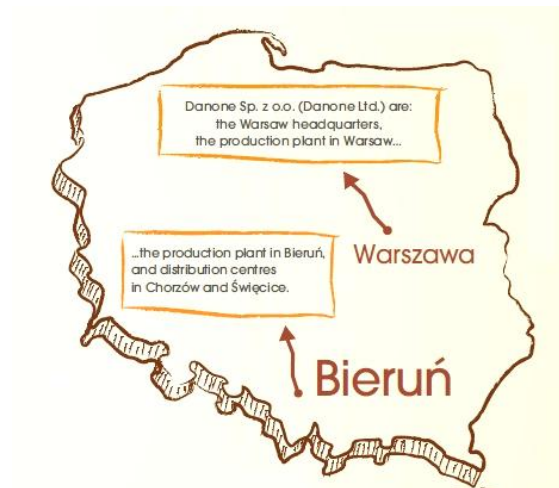 Danone Sp. z o.o. (Danone Ltd.) are:
the Warsaw headquarters,
the production plant in Warsaw...
Warszawa
...the production plant in Bieruń,
and distribution centres
in Chorzów and Święcice.
Bieruń